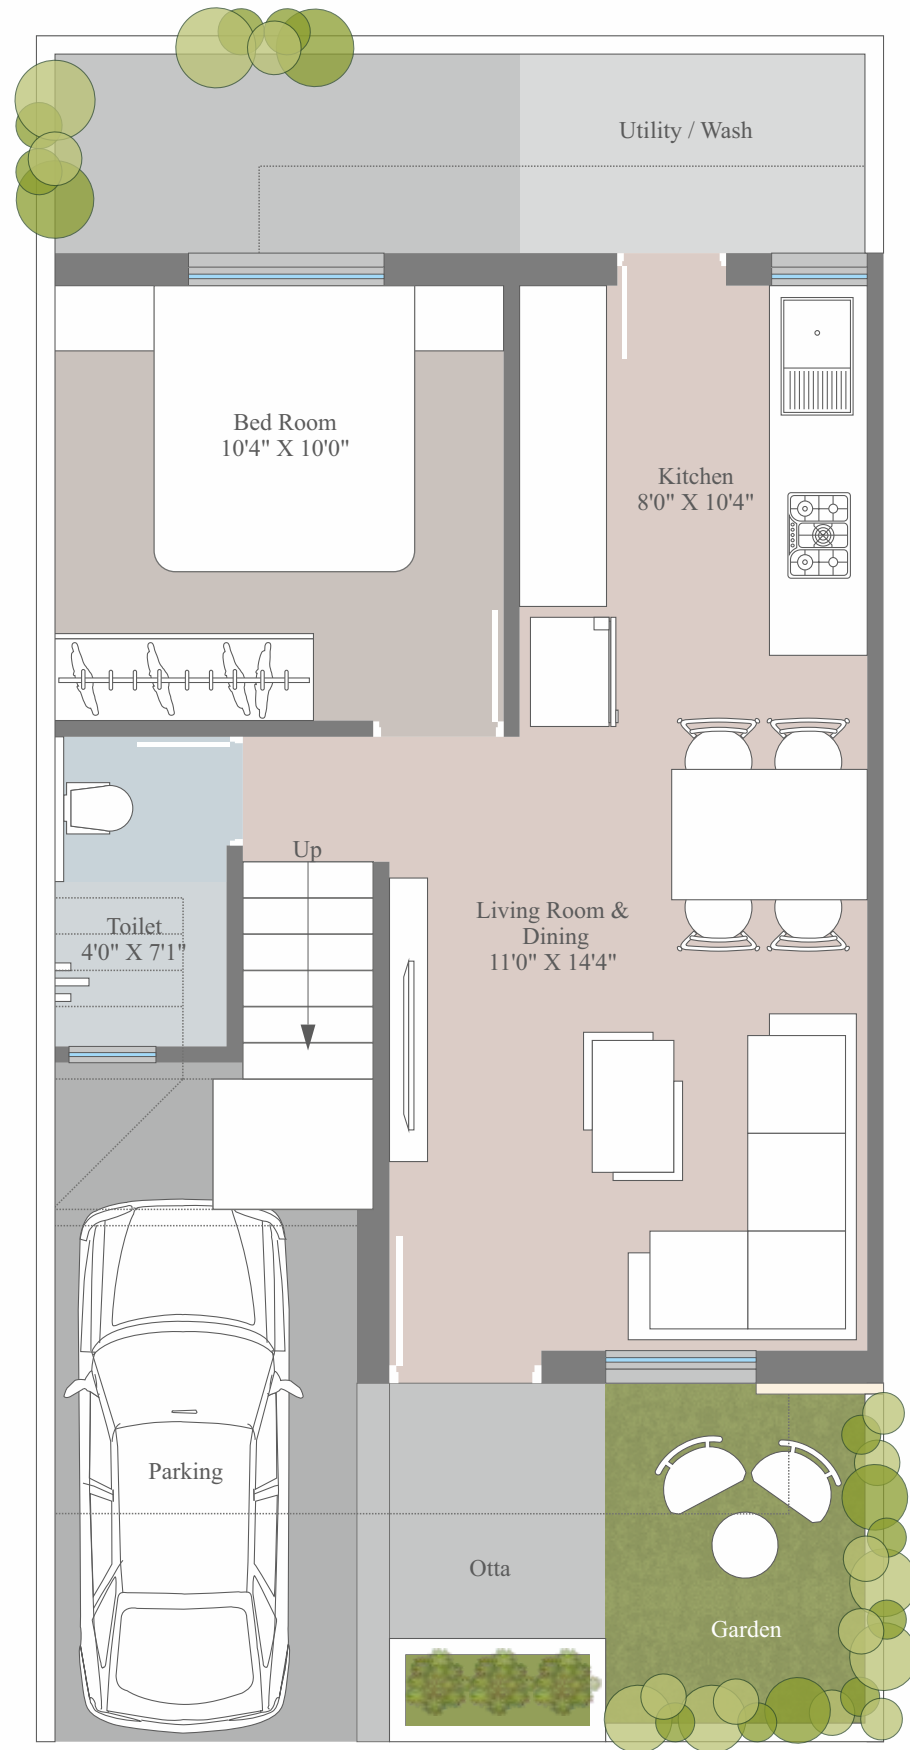 Utility / Wash
Bed Room
10'4" X 10'0"
Kitchen
8'0" X 10'4"
Up
Living Room &
Dining
11'0" X 14'4"
Toilet
4'0" X 7'1"
Parking
Otta
Garden